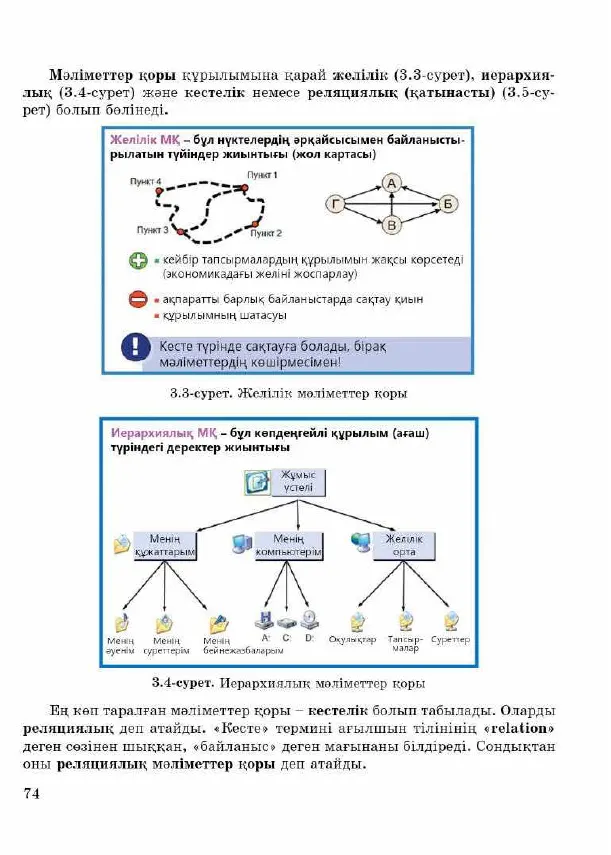 Мәліметтер қоры құрылымына қарай желілік (3.3-сурет), иерархия-
лық (3.4-сурет) және кестелік немесе реляциялық (қатынасты) (3.5-су-
рет) болып бөлінеді.
Желілік МҚ – бұл нүктелердің әрқайсысымен байланысты-
рылатын түйіндер жиынтығы (жол картасы)
Пункт 4
Пункт 1
Пункт 3
Пункт 2
А
Г
Б
В
кейбір тапсырмалардың құрылымын жақсы көрсетеді
(экономикадағы желіні жоспарлау)
ақпаратты барлық байланыстарда сақтау қиын
құрылымның шатасуы
! Кесте түрінде сақтауға болады, бірақ
мәліметтердің көшірмесімен!
3.3-сурет. Желілік мәліметтер қоры
Иерархиялық МҚ – бұл көпдеңгейлі құрылым (ағаш)
түріндегі деректер жиынтығы
Жұмыс
үстелі
Менің
құжаттарым
Менің
компьютерім
Желілік
орта
Менің
әуенім
Менің
суреттерім
Менің
бейнежазбаларым
A:
C:
D:
Оқулықтар
Тапсыр-
малар
Суреттер
3.4-сурет. Иерархиялық мәліметтер қоры
Ең көп таралған мәліметтер қоры – кестелік болып табылады. Оларды
реляциялық деп атайды. «Кесте» термині ағылшын тілінінің «relation»
деген сөзінен шыққан, «байланыс» деген мағынаны білдіреді. Сондықтан
оны реляциялық мәліметтер қоры деп атайды.
74